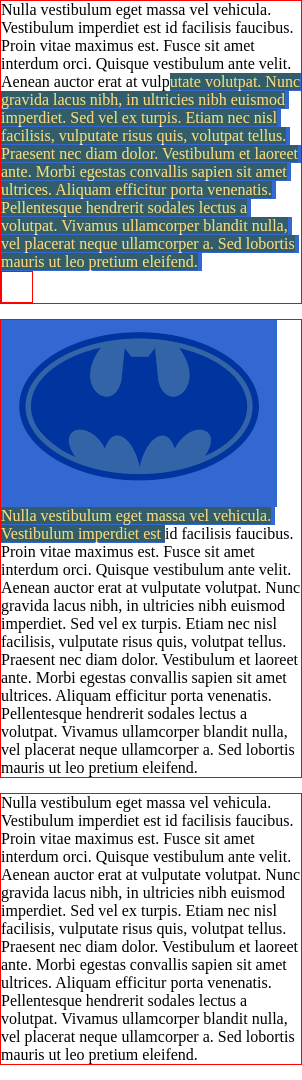 Nulla vestibulum eget massa vel vehicula.
Vestibulum imperdiet est id facilisis faucibus.
Proin vitae maximus est. Fusce sit amet
interdum orci. Quisque vestibulum ante velit.
Aenean auctor erat at vulputate volutpat. Nunc
gravida lacus nibh, in ultricies nibh euismod
imperdiet. Sed vel ex turpis. Etiam nec nisl
facilisis, vulputate risus quis, volutpat tellus.
Praesent nec diam dolor. Vestibulum et laoreet
ante. Morbi egestas convallis sapien sit amet
ultrices. Aliquam efficitur porta venenatis.
Pellentesque hendrerit sodales lectus a
volutpat. Vivamus ullamcorper blandit nulla,
vel placerat neque ullamcorper a. Sed lobortis
mauris ut leo pretium eleifend.
Nulla vestibulum eget massa vel vehicula.
Vestibulum imperdiet est id facilisis faucibus.
Proin vitae maximus est. Fusce sit amet
interdum orci. Quisque vestibulum ante velit.
Aenean auctor erat at vulputate volutpat. Nunc
gravida lacus nibh, in ultricies nibh euismod
imperdiet. Sed vel ex turpis. Etiam nec nisl
facilisis, vulputate risus quis, volutpat tellus.
Praesent nec diam dolor. Vestibulum et laoreet
ante. Morbi egestas convallis sapien sit amet
ultrices. Aliquam efficitur porta venenatis.
Pellentesque hendrerit sodales lectus a
volutpat. Vivamus ullamcorper blandit nulla,
vel placerat neque ullamcorper a. Sed lobortis
mauris ut leo pretium eleifend.
Nulla vestibulum eget massa vel vehicula.
Vestibulum imperdiet est id facilisis faucibus.
Proin vitae maximus est. Fusce sit amet
interdum orci. Quisque vestibulum ante velit.
Aenean auctor erat at vulputate volutpat. Nunc
gravida lacus nibh, in ultricies nibh euismod
imperdiet. Sed vel ex turpis. Etiam nec nisl
facilisis, vulputate risus quis, volutpat tellus.
Praesent nec diam dolor. Vestibulum et laoreet
ante. Morbi egestas convallis sapien sit amet
ultrices. Aliquam efficitur porta venenatis.
Pellentesque hendrerit sodales lectus a
volutpat. Vivamus ullamcorper blandit nulla,
vel placerat neque ullamcorper a. Sed lobortis
mauris ut leo pretium eleifend.